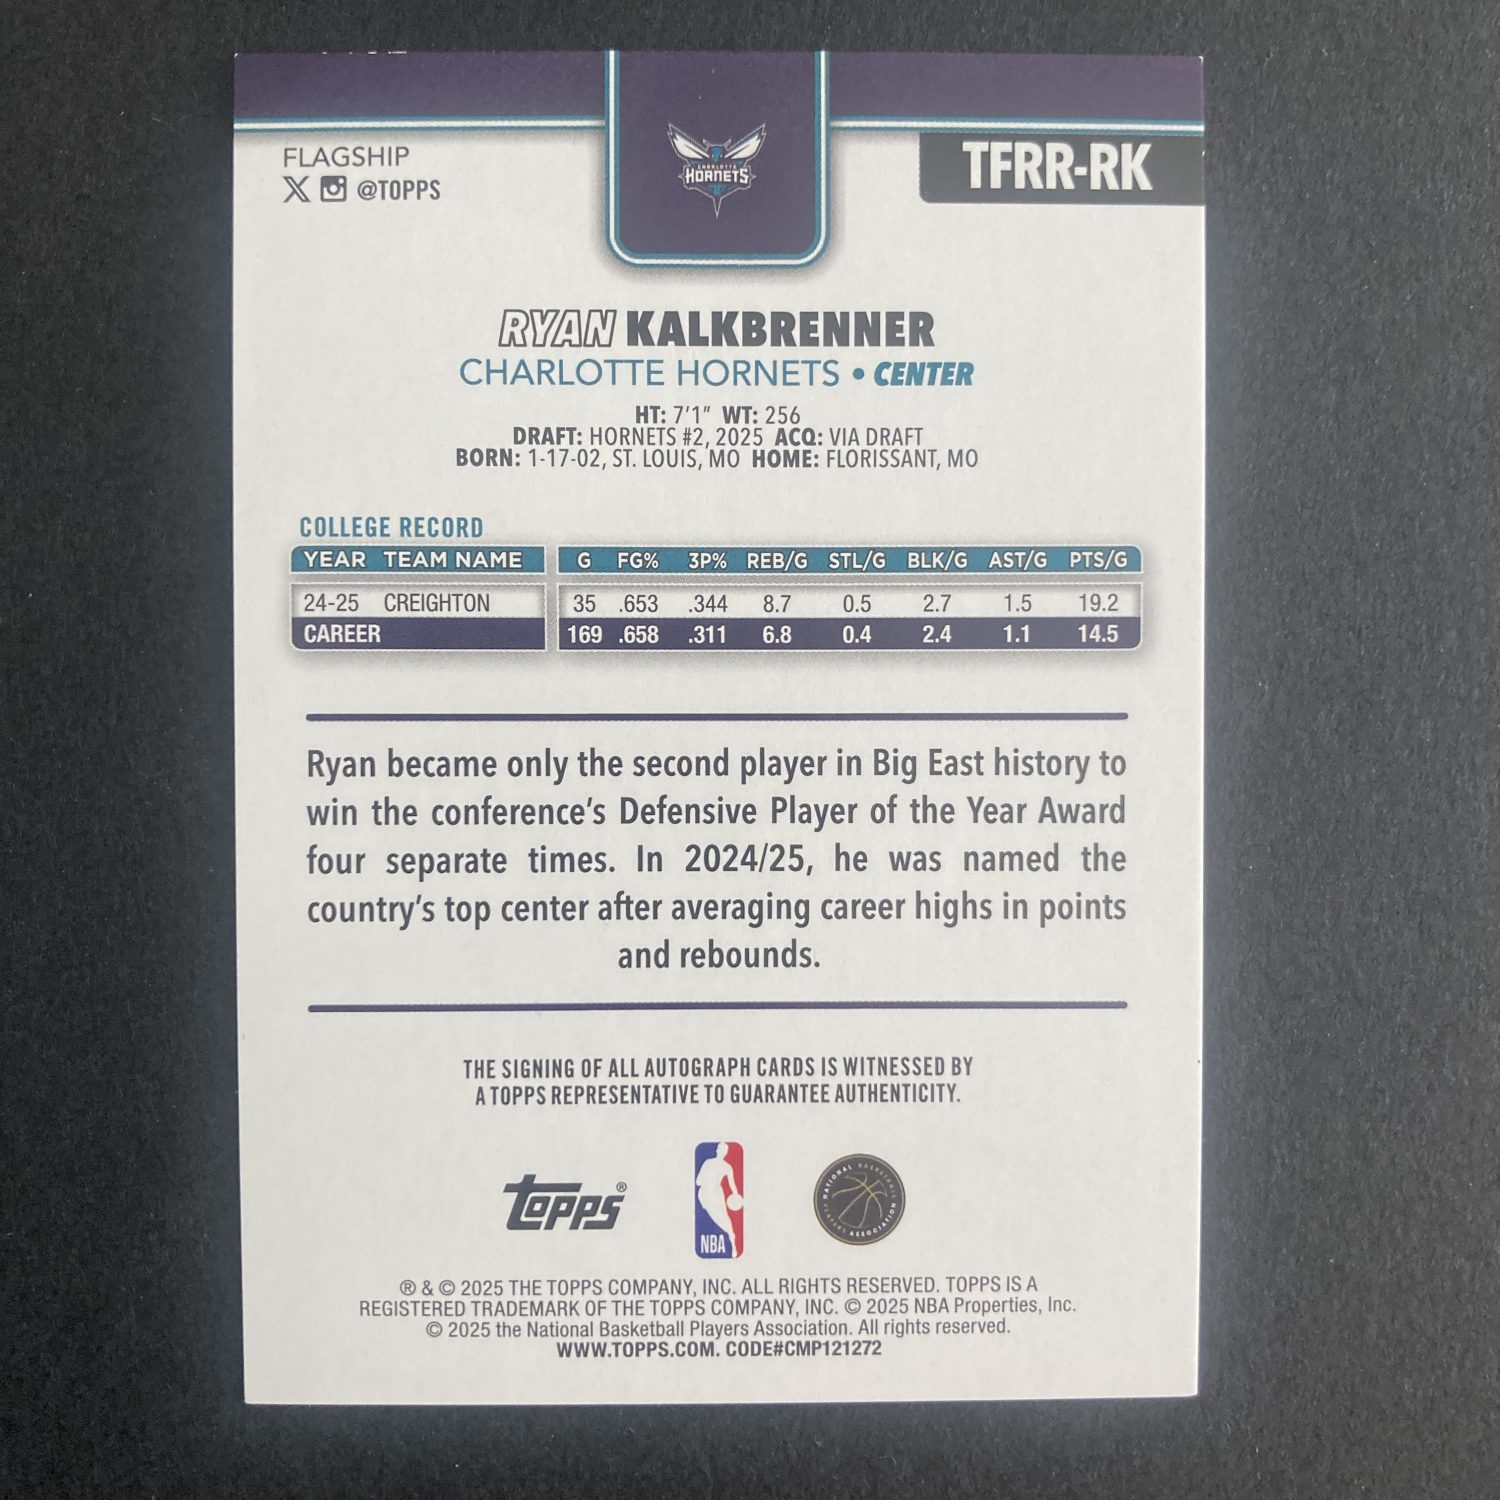 FLAGSHIP
@TOPPS
CHARLOTTE
HORNETS
TFRR-RK
RYAN KALKBRENNER
CHARLOTTE HORNETS • CENTER
HT: 7'1" WT: 256
DRAFT: HORNETS #2, 2025 ACQ: VIA DRAFT
BORN: 1-17-02, ST. LOUIS, MO HOME: FLORISSANT, MO
COLLEGE RECORD
YEAR TEAM NAME G FG% 3P% REB/G STL/G BLK/G AST/G PTS/G
24-25 CREIGHTON 35 .653 .344 8.7 0.5 2.7 1.5 19.2
CAREER 169 .658 .311 6.8 0.4 2.4 1.1 14.5
Ryan became only the second player in Big East history to
win the conference's Defensive Player of the Year Award
four separate times. In 2024/25, he was named the
country's top center after averaging career highs in points
and rebounds.
THE SIGNING OF ALL AUTOGRAPH CARDS IS WITNESSED BY
A TOPPS REPRESENTATIVE TO GUARANTEE AUTHENTICITY.
TOPPS®
NBA
NATIONAL BASKETBALL
PLAYERS ASSOCIATION
® & © 2025 THE TOPPS COMPANY, INC. ALL RIGHTS RESERVED. TOPPS IS A
REGISTERED TRADEMARK OF THE TOPPS COMPANY, INC. © 2025 NBA Properties, Inc.
© 2025 the National Basketball Players Association. All rights reserved.
WWW.TOPPS.COM. CODE#CMP121272